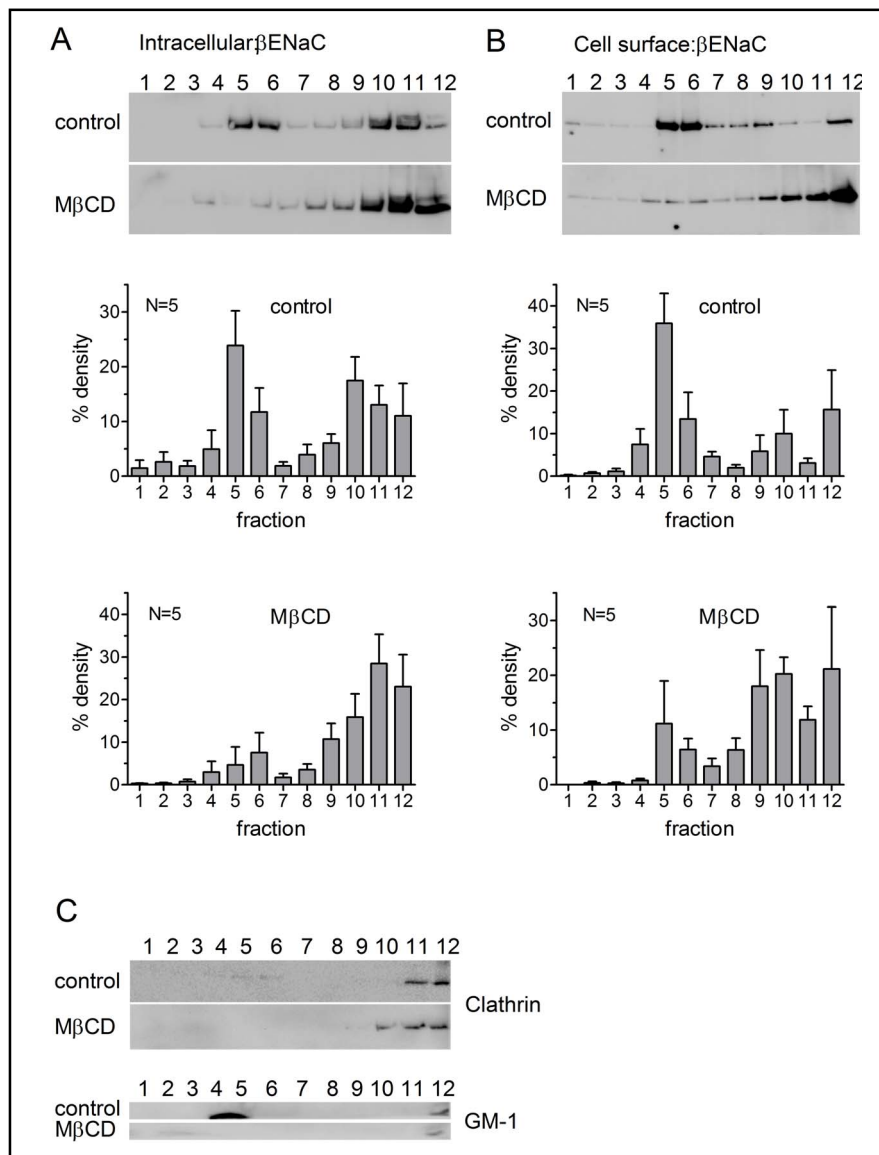 A
Intracellular:βENaC
1 2 3 4 5 6 7 8 9 10 11 12
control
MβCD
N=5
control
% density
30
20
10
0
1 2 3 4 5 6 7 8 9 10 11 12
fraction
N=5
MβCD
% density
40
30
20
10
0
1 2 3 4 5 6 7 8 9 10 11 12
fraction
B
Cell surface:βENaC
1 2 3 4 5 6 7 8 9 10 11 12
control
MβCD
N=5
control
% density
40
30
20
10
0
1 2 3 4 5 6 7 8 9 10 11 12
fraction
N=5
MβCD
% density
30
20
10
0
1 2 3 4 5 6 7 8 9 10 11 12
fraction
C
1 2 3 4 5 6 7 8 9 10 11 12
control
MβCD
Clathrin
1 2 3 4 5 6 7 8 9 10 11 12
control
MβCD
GM-1